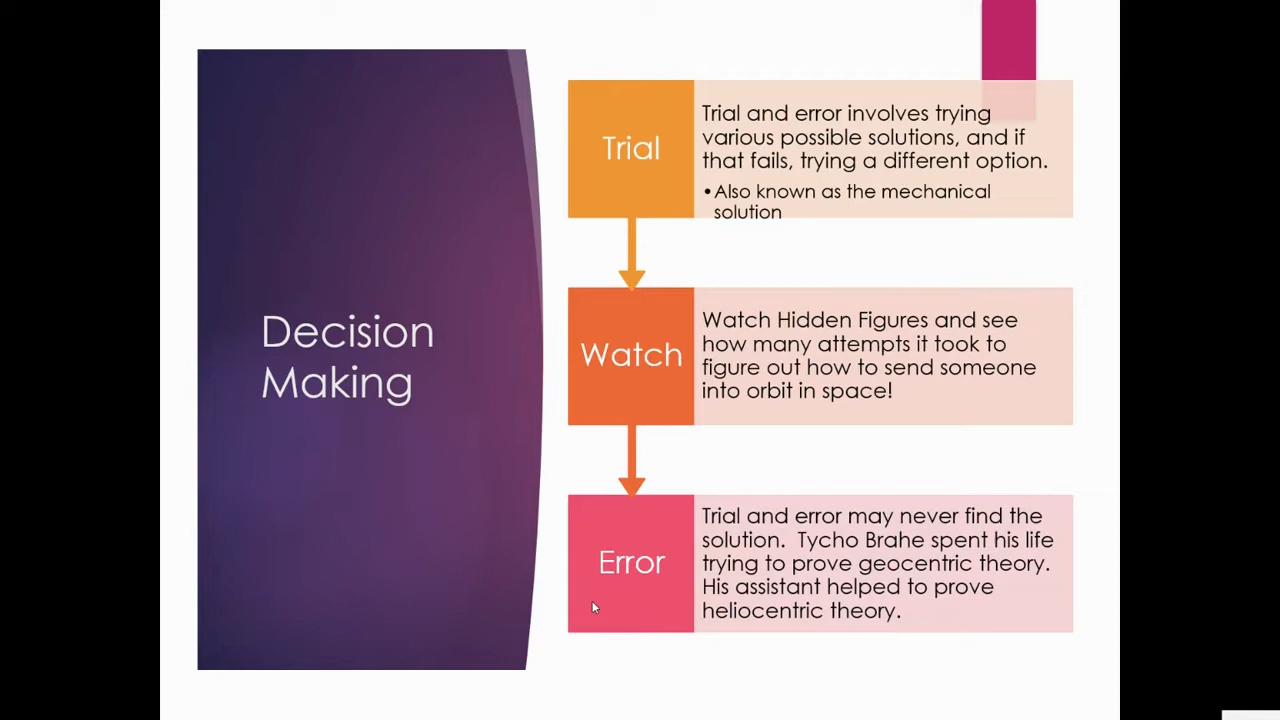 Decision
Making
Trial
Trial and error involves trying
various possible solutions, and if
that fails, trying a different option.
•Also known as the mechanical
solution
Watch
Watch Hidden Figures and see
how many attempts it took to
figure out how to send someone
into orbit in space!
Error
Trial and error may never find the
solution.  Tycho Brahe spent his life
trying to prove geocentric theory.
His assistant helped to prove
heliocentric theory.